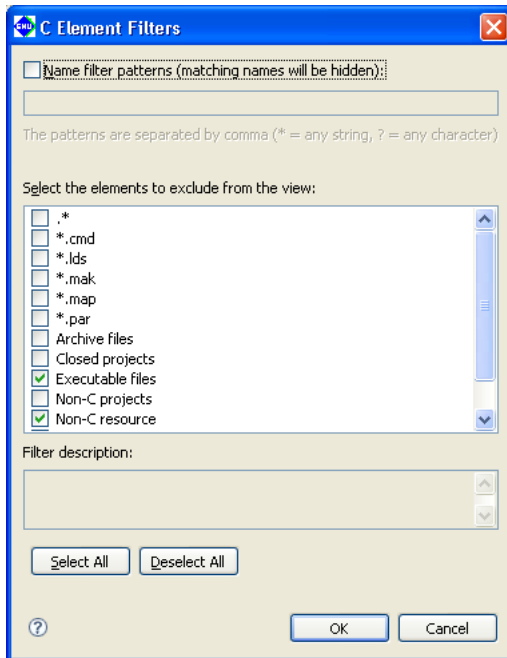 GNU C Element Filters
Name filter patterns (matching names will be hidden):
The patterns are separated by comma (* = any string, ? = any character)
Select the elements to exclude from the view:
.*
*.cmd
*.lds
*.mak
*.map
*.par
Archive files
Closed projects
Executable files
Non-C projects
Non-C resource
Filter description:
Select All Deselect All
? OK Cancel